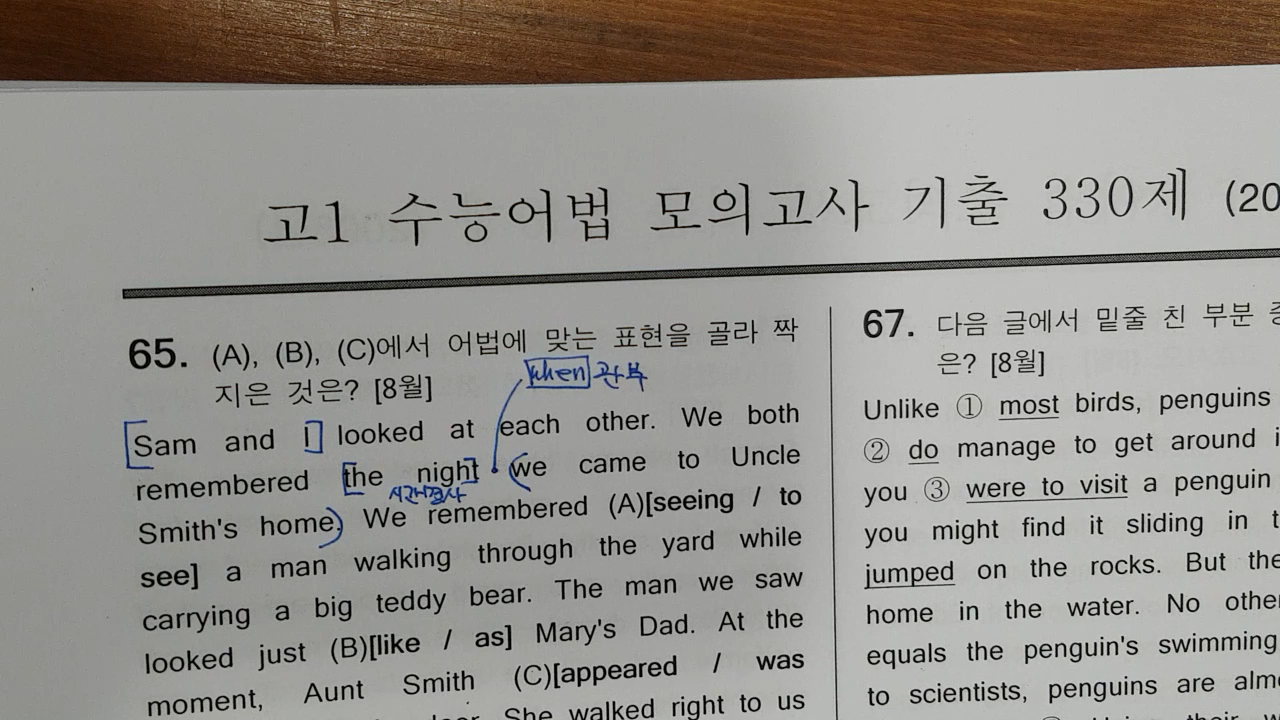 고1 수능어법 모의고사 기출 330제 (20
65. (A), (B), (C)에서 어법에 맞는 표현을 골라 짝
지은 것은? [8월]
when 관부
[Sam and I] looked at each other. We both
remembered [the night] (we came to Uncle
시간명사
Smith's home.) We remembered (A)[seeing / to
see] a man walking through the yard while
carrying a big teddy bear. The man we saw
looked just (B)[like / as] Mary's Dad. At the
moment, Aunt Smith (C)[appeared / was
She walked right to us
67. 다음 글에서 밑줄 친 부분
은? [8월]
Unlike ① most birds, penguins
② do manage to get around i
you ③ were to visit a penguin
you might find it sliding in t
jumped on the rocks. But the
home in the water. No othe
equals the penguin's swimming
to scientists, penguins are alm